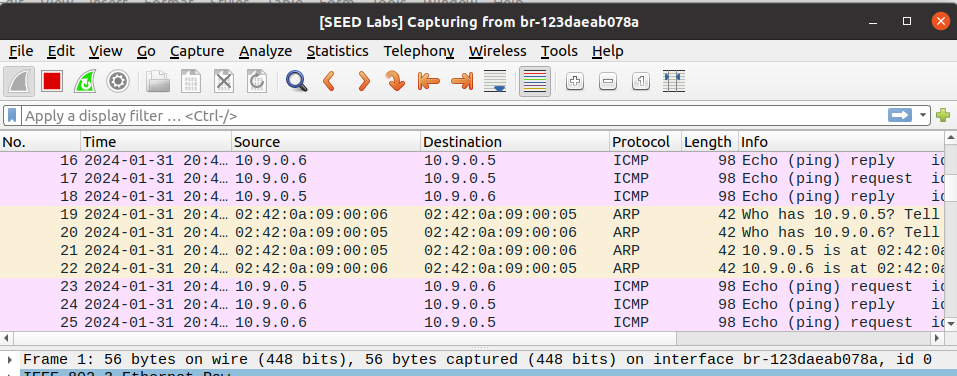 [SEED Labs] Capturing from br-123daeab078a
File Edit View Go Capture Analyze Statistics Telephony Wireless Tools Help
Apply a display filter … <Ctrl-/>
No. Time Source Destination Protocol Length Info
16 2024-01-31 20:4… 10.9.0.6 10.9.0.5 ICMP 98 Echo (ping) reply
17 2024-01-31 20:4… 10.9.0.6 10.9.0.5 ICMP 98 Echo (ping) request id
18 2024-01-31 20:4… 10.9.0.5 10.9.0.6 ICMP 98 Echo (ping) reply id
19 2024-01-31 20:4… 02:42:0a:09:00:06 02:42:0a:09:00:05 ARP 42 Who has 10.9.0.5? Tell
20 2024-01-31 20:4… 02:42:0a:09:00:05 02:42:0a:09:00:06 ARP 42 Who has 10.9.0.6? Tell
21 2024-01-31 20:4… 02:42:0a:09:00:05 02:42:0a:09:00:06 ARP 42 10.9.0.5 is at 02:42:0a
22 2024-01-31 20:4… 02:42:0a:09:00:06 02:42:0a:09:00:05 ARP 42 10.9.0.6 is at 02:42:0a
23 2024-01-31 20:4… 10.9.0.5 10.9.0.6 ICMP 98 Echo (ping) request id
24 2024-01-31 20:4… 10.9.0.6 10.9.0.5 ICMP 98 Echo (ping) reply id
25 2024-01-31 20:4… 10.9.0.6 10.9.0.5 ICMP 98 Echo (ping) request id
Frame 1: 56 bytes on wire (448 bits), 56 bytes captured (448 bits) on interface br-123daeab078a, id 0